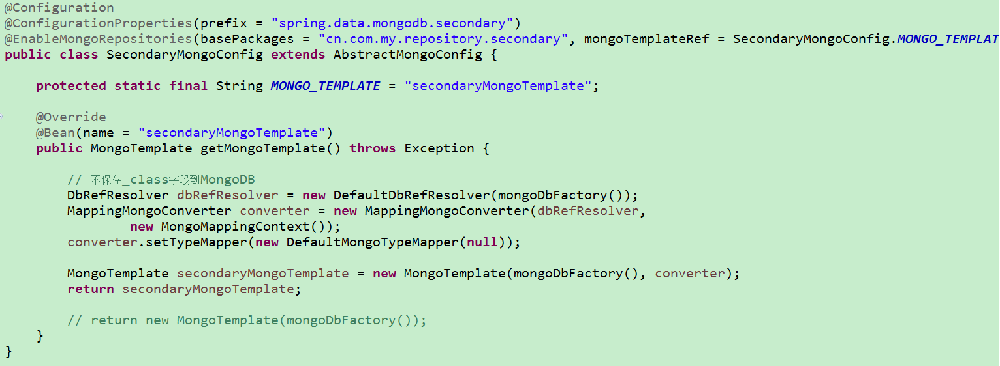 @Configuration
@ConfigurationProperties(prefix = "spring.data.mongodb.secondary")
@EnableMongoRepositories(basePackages = "cn.com.my.repository.secondary", mongoTemplateRef = SecondaryMongoConfig.MONGO_TEMPLAT
public class SecondaryMongoConfig extends AbstractMongoConfig {
protected static final String MONGO_TEMPLATE = "secondaryMongoTemplate";
@Override
@Bean(name = "secondaryMongoTemplate")
public MongoTemplate getMongoTemplate() throws Exception {
// 不保存_class字段到MongoDB
DbRefResolver dbRefResolver = new DefaultDbRefResolver(mongoDbFactory());
MappingMongoConverter converter = new MappingMongoConverter(dbRefResolver,
new MongoMappingContext());
converter.setTypeMapper(new DefaultMongoTypeMapper(null));
MongoTemplate secondaryMongoTemplate = new MongoTemplate(mongoDbFactory(), converter);
return secondaryMongoTemplate;
// return new MongoTemplate(mongoDbFactory());
}
}